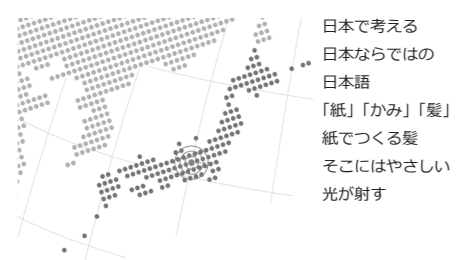 日本で考える
日本ならではの
日本語
「紙」「かみ」「髪」
紙でつくる髪
そこにはやさしい
光が射す